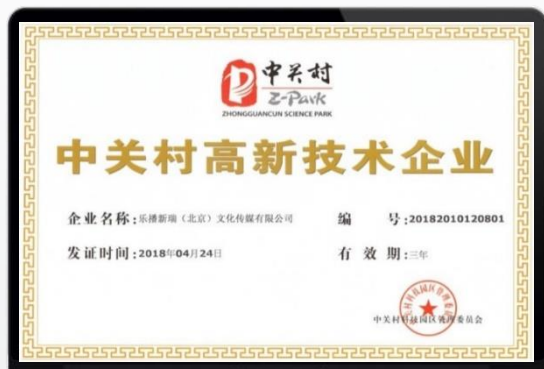 中关村
Z-Park
ZHONGGUANCUN SCIENCE PARK
中关村高新技术企业
企业名称:乐播新瑞(北京)文化传媒有限公司 编 号:20182010120801
发证时间:2018年04月24日 有 效 期:三年
中关村科技园区管理委员会